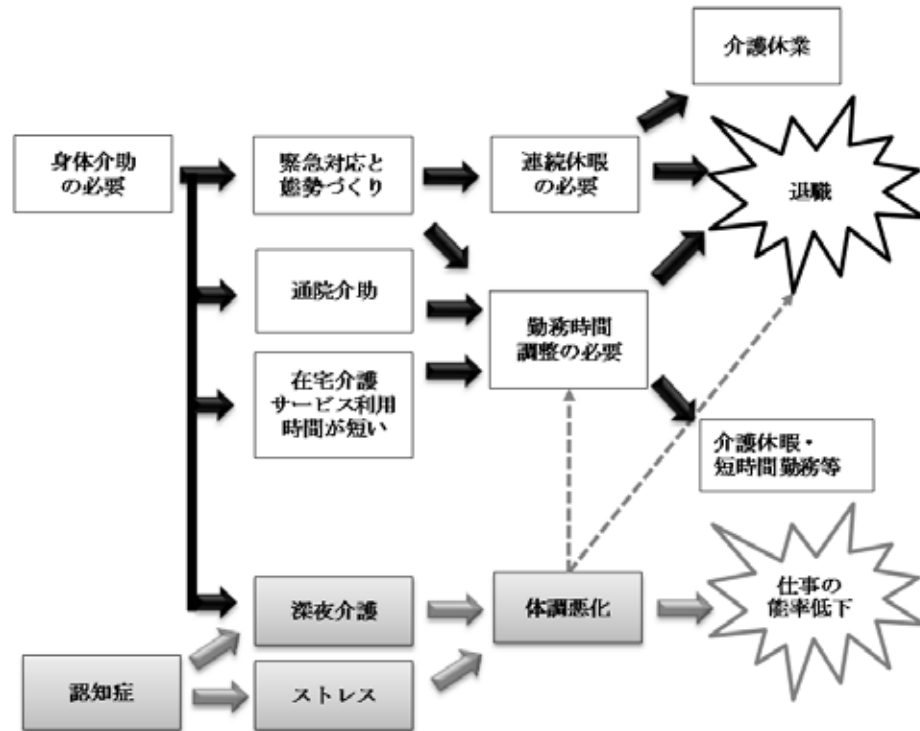 介護休業
身体介助
の必要
緊急対応と
態勢づくり
連続休暇
の必要
退職
通院介助
勤務時間
調整の必要
在宅介護
サービス利用
時間が短い
介護休暇・
短時間勤務等
深夜介護
体調悪化
仕事の
能率低下
認知症
ストレス